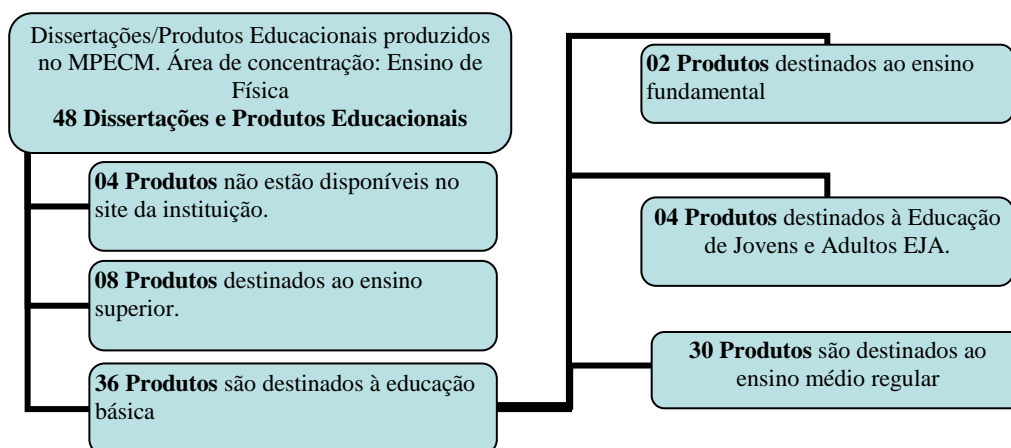 Dissertações/Produtos Educacionais produzidos
no MPECM. Área de concentração: Ensino de
Física
48 Dissertações e Produtos Educacionais
04 Produtos não estão disponíveis no
site da instituição.
08 Produtos destinados ao ensino
superior.
36 Produtos são destinados à educação
básica
02 Produtos destinados ao ensino
fundamental
04 Produtos destinados à Educação
de Jovens e Adultos EJA.
30 Produtos são destinados ao
ensino médio regular